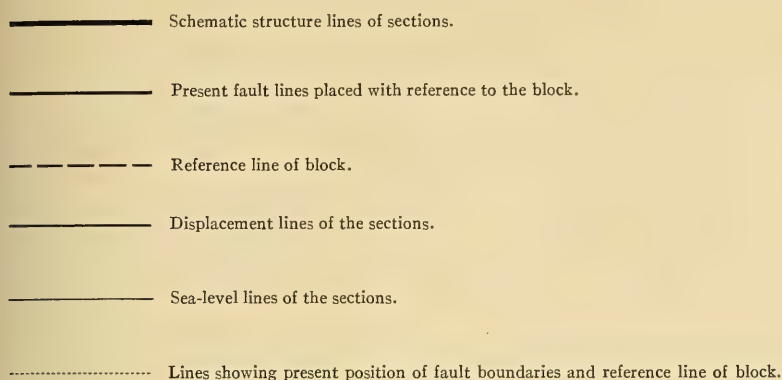 Schematic structure lines of sections.
Present fault lines placed with reference to the block.
Reference line of block.
Displacement lines of the sections.
Sea-level lines of the sections.
Lines showing present position of fault boundaries and reference line of block.